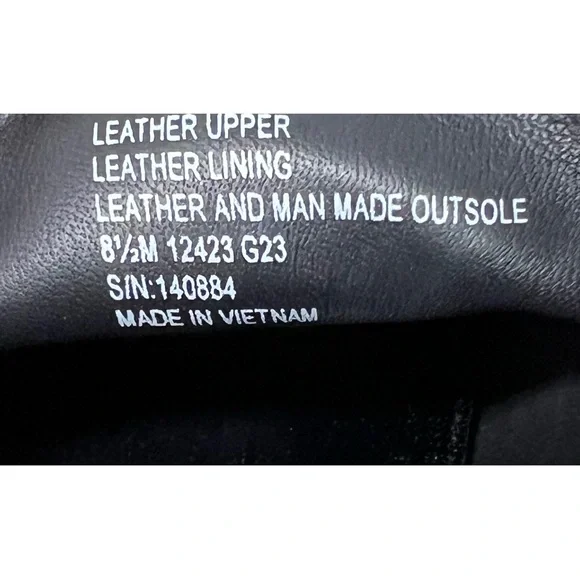 LEATHER UPPER
LEATHER LINING
LEATHER AND MAN MADE OUTSOLE
8½M 12423 G23
S/N:140884
MADE IN VIETNAM